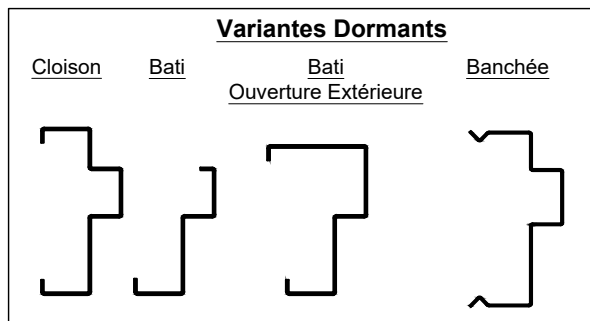 Variantes Dormants
Cloison
Bati
Bati
Ouverture Extérieure
Banchée